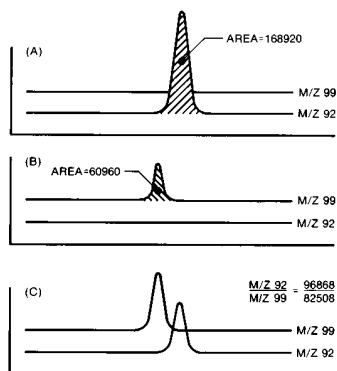 (A)
AREA=168920
M/Z 99
M/Z 92
(B)
AREA=60960
M/Z 99
M/Z 92
(C)
M/Z 92 = 96868
M/Z 99 82508
M/Z 99
M/Z 92